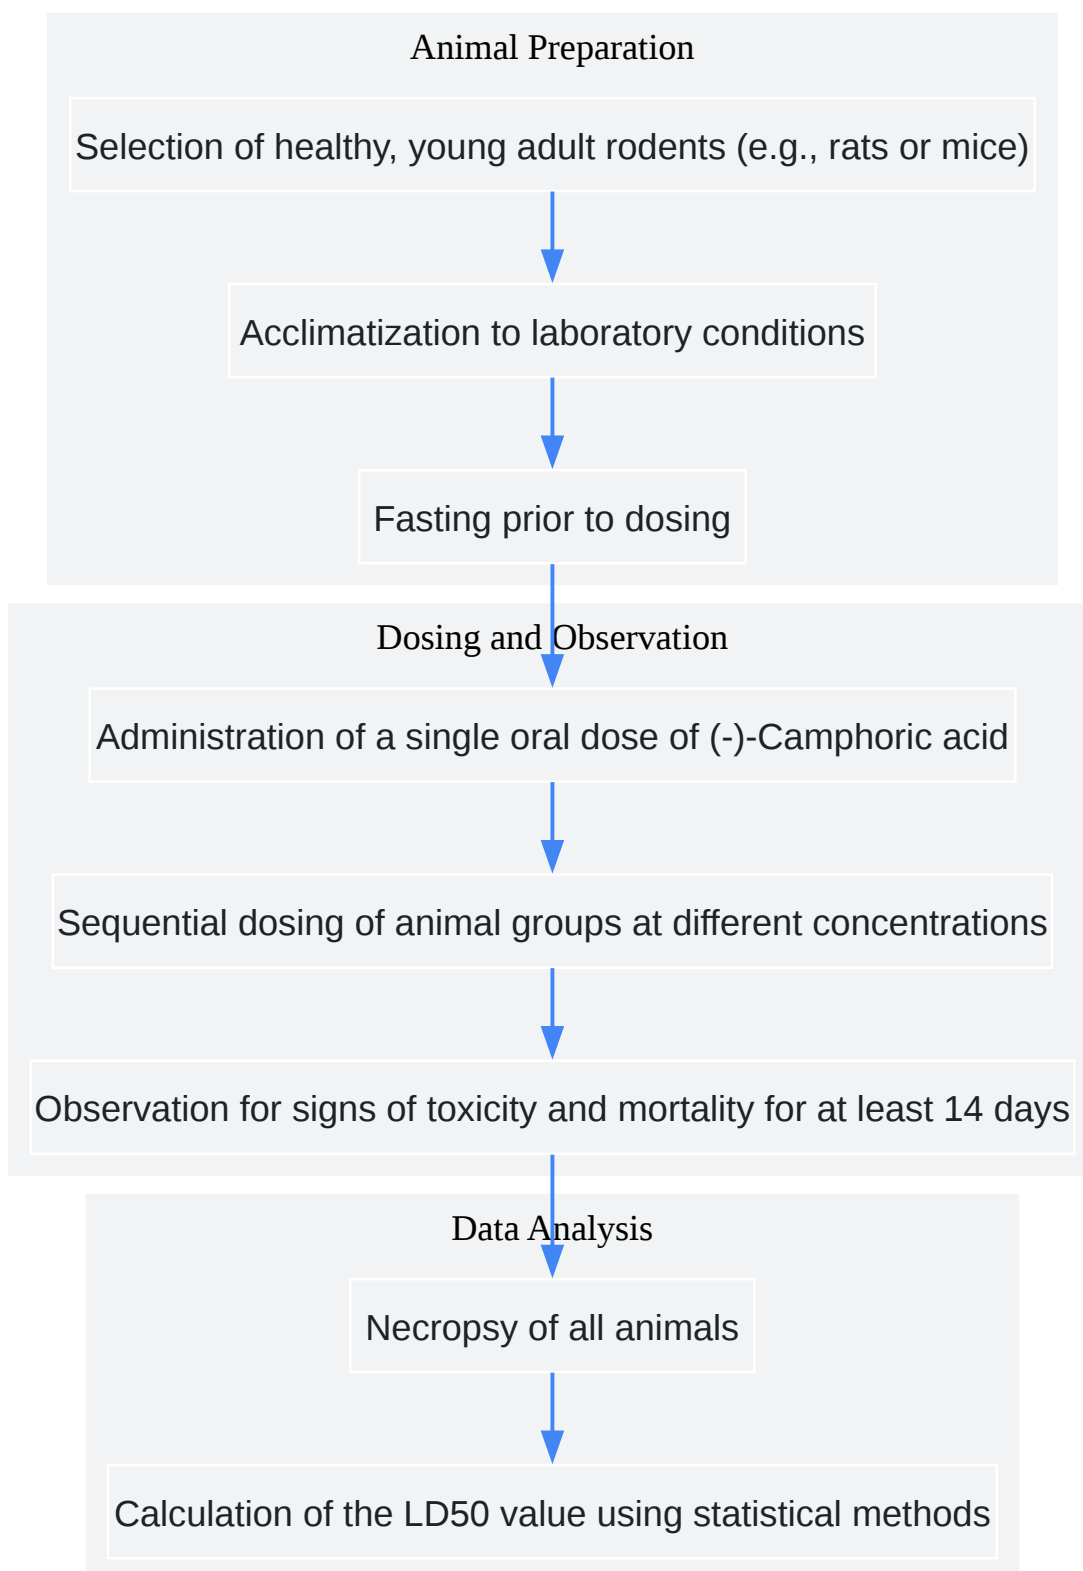 Animal Preparation
Selection of healthy, young adult rodents (e.g., rats or mice)
Acclimatization to laboratory conditions
Fasting prior to dosing
Dosing and Observation
Administration of a single oral dose of (-)-Camphoric acid
Sequential dosing of animal groups at different concentrations
Observation for signs of toxicity and mortality for at least 14 days
Data Analysis
Necropsy of all animals
Calculation of the LD50 value using statistical methods